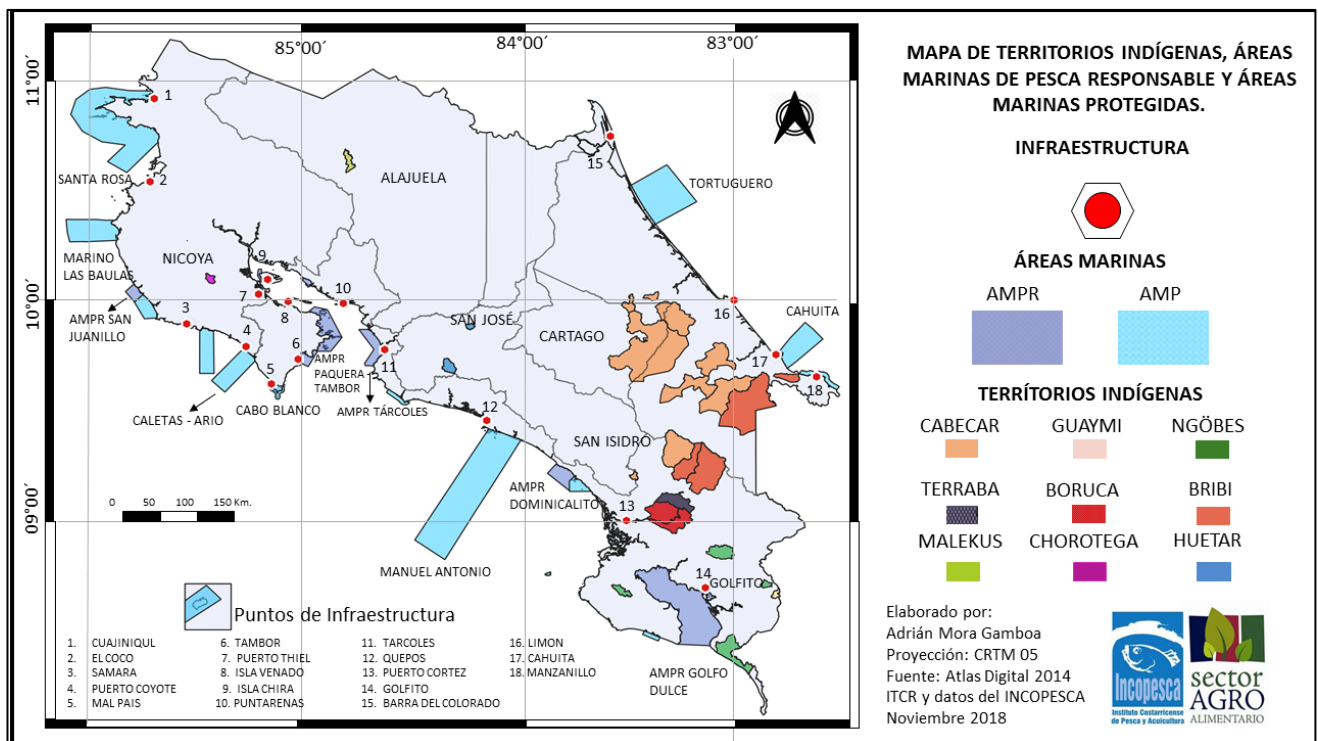 85°00´
84°00´
83°00´
11°00´
10°00´
09°00´
1
2
SANTA ROSA
MARINO
LAS BAULAS
NICOYA
ALAJUELA
15
TORTUGUERO
AMPR SAN
JUANILLO
3
4
5
6
7
8
9
10
11
AMPR
PAQUERA
TAMBOR
CALETAS - ARIO
CABO BLANCO
AMPR TÁRCOLES
SAN JOSÉ
CARTAGO
16
CAHUITA
17
18
12
SAN ISIDRO
AMPR
DOMINICALITO
13
MANUEL ANTONIO
14
GOLFITO
AMPR GOLFO
DULCE
0 50 100 150 Km.
Puntos de Infraestructura
1. CUAJINIQUL
2. EL COCO
3. SAMARA
4. PUERTO COYOTE
5. MAL PAIS
6. TAMBOR
7. PUERTO THIEL
8. ISLA VENADO
9. ISLA CHIRA
10. PUNTARENAS
11. TARCOLES
12. QUEPOS
13. PUERTO CORTEZ
14. GOLFITO
15. BARRA DEL COLORADO
16. LIMON
17. CAHUITA
18. MANZANILLO
MAPA DE TERRITORIOS INDÍGENAS, ÁREAS
MARINAS DE PESCA RESPONSABLE Y ÁREAS
MARINAS PROTEGIDAS.
INFRAESTRUCTURA
ÁREAS MARINAS
AMPR AMP
TERRÍTORIOS INDÍGENAS
CABECAR GUAYMI NGÖBES
TERRABA BORUCA BRIBI
MALEKUS CHOROTEGA HUETAR
Elaborado por:
Adrián Mora Gamboa
Proyección: CRTM 05
Fuente: Atlas Digital 2014
ITCR y datos del INCOPESCA
Noviembre 2018
Incopesca
Instituto Costarricense
de Pesca y Acuicultura
sector
AGRO
ALIMENTARIO